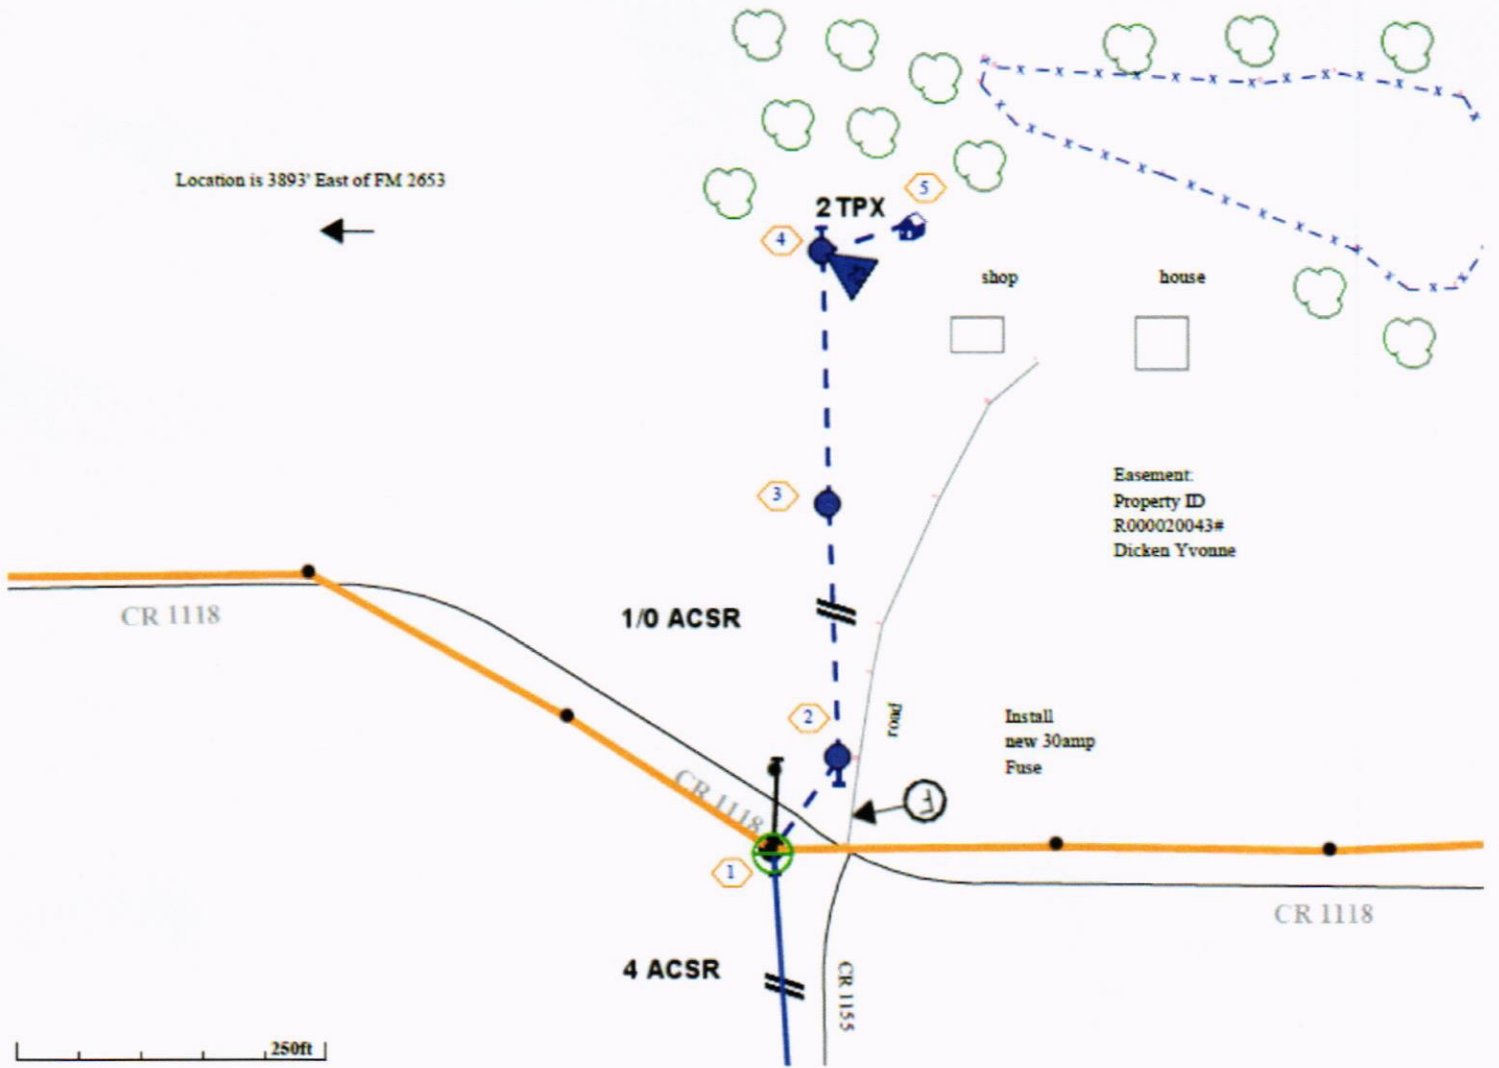 Location is 3893' East of FM 2653
5
2 TPX
4
shop
house
3
Easement:
Property ID
R000020043#
Dicken Yvonne
CR 1118
1/0 ACSR
2
road
Install
new 30amp
Fuse
CR 1118
F
1
CR 1118
4 ACSR
CR 1155
250ft